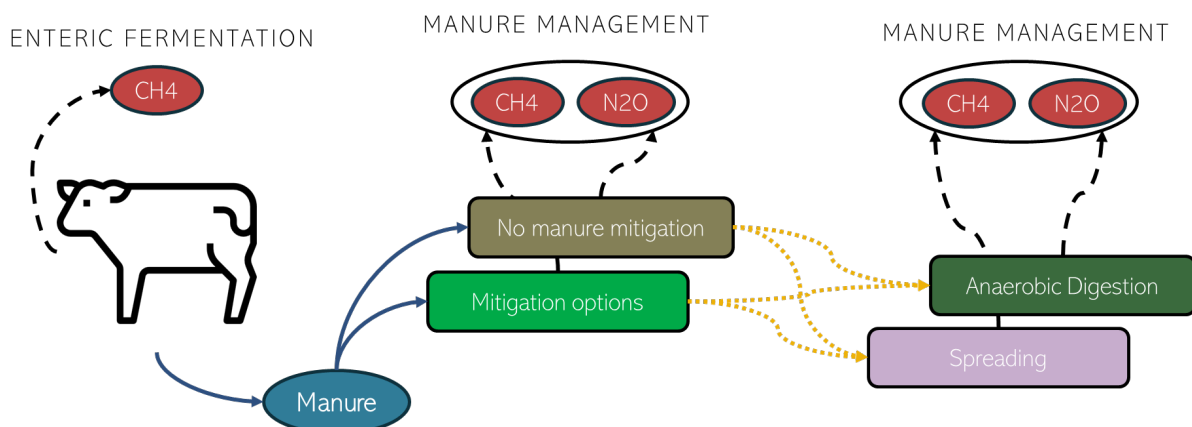 ENTERIC FERMENTATION
CH4
MANURE MANAGEMENT
CH4 N2O
MANURE MANAGEMENT
CH4 N2O
No manure mitigation
Mitigation options
Anaerobic Digestion
Spreading
Manure